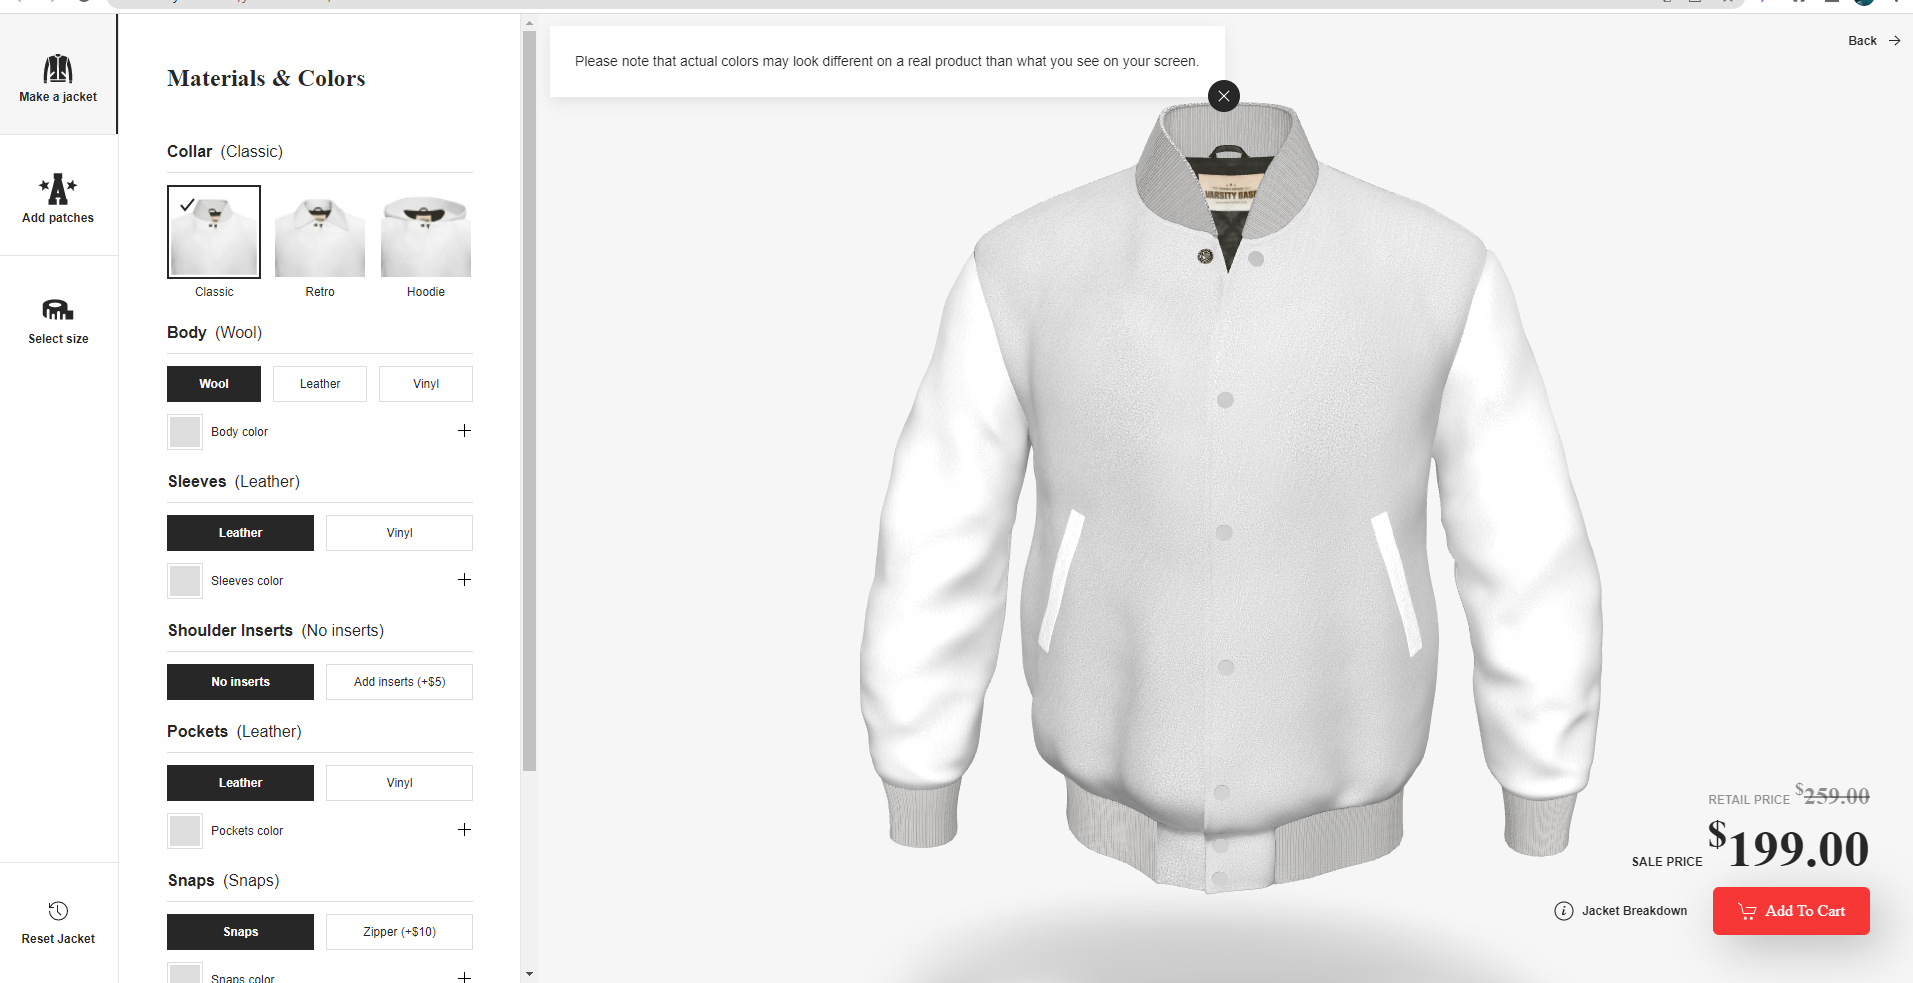 Make a jacket
Add patches
Select size
Reset Jacket
Materials & Colors
Collar (Classic)
Classic
Retro
Hoodie
Body (Wool)
Wool
Leather
Vinyl
Body color
Sleeves (Leather)
Leather
Vinyl
Sleeves color
Shoulder Inserts (No inserts)
No inserts
Add inserts (+$5)
Pockets (Leather)
Leather
Vinyl
Pockets color
Snaps (Snaps)
Snaps
Zipper (+$10)
Snaps color
Please note that actual colors may look different on a real product than what you see on your screen.
Back
VARSITY BASE
RETAIL PRICE $259.00
SALE PRICE $199.00
Jacket Breakdown
Add To Cart